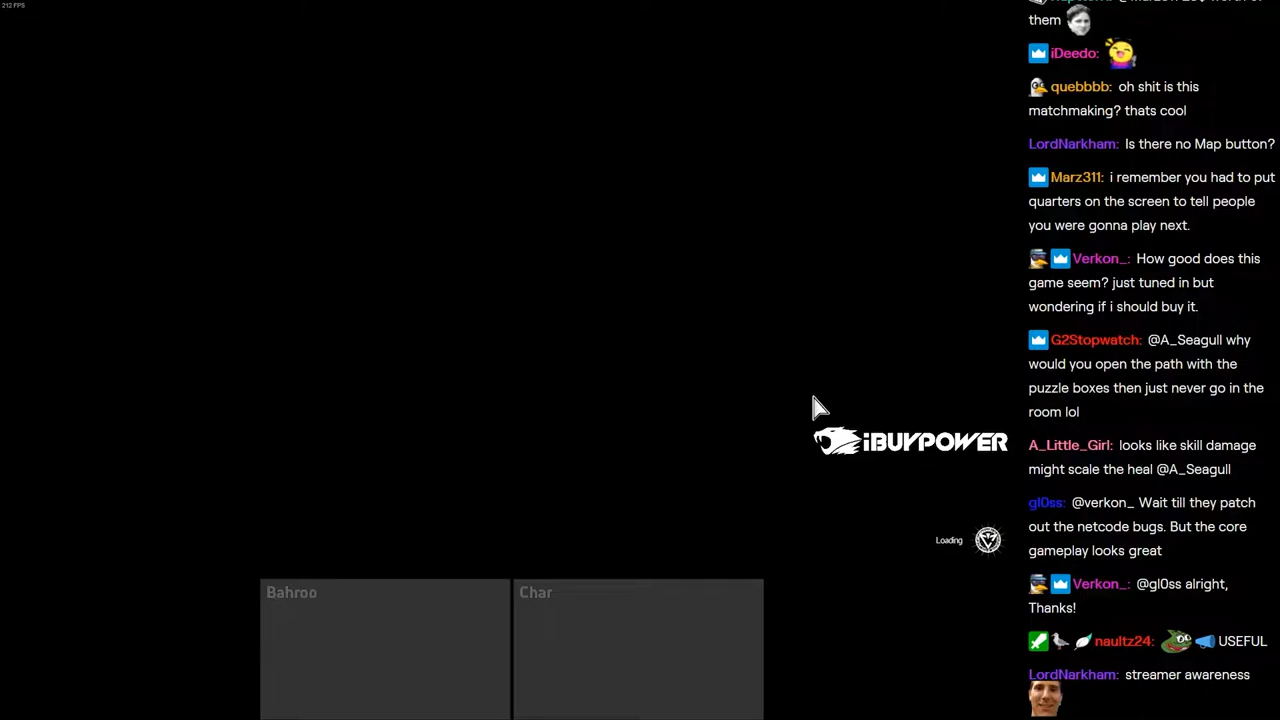 212 FPS
them
iDeedo:
quebbbb: oh shit is this
matchmaking? thats cool
LordNarkham: Is there no Map button?
Marz311: i remember you had to put
quarters on the screen to tell people
you were gonna play next.
Verkon_: How good does this
game seem? just tuned in but
wondering if i should buy it.
G2Stopwatch: @A_Seagull why
would you open the path with the
puzzle boxes then just never go in the
room lol
iBUYPOWER
A_Little_Girl: looks like skill damage
might scale the heal @A_Seagull
gl0ss: @verkon_ Wait till they patch
out the netcode bugs. But the core
gameplay looks great
Loading
Verkon_: @gl0ss alright,
Thanks!
Bahroo
Char
naultz24: USEFUL
LordNarkham: streamer awareness